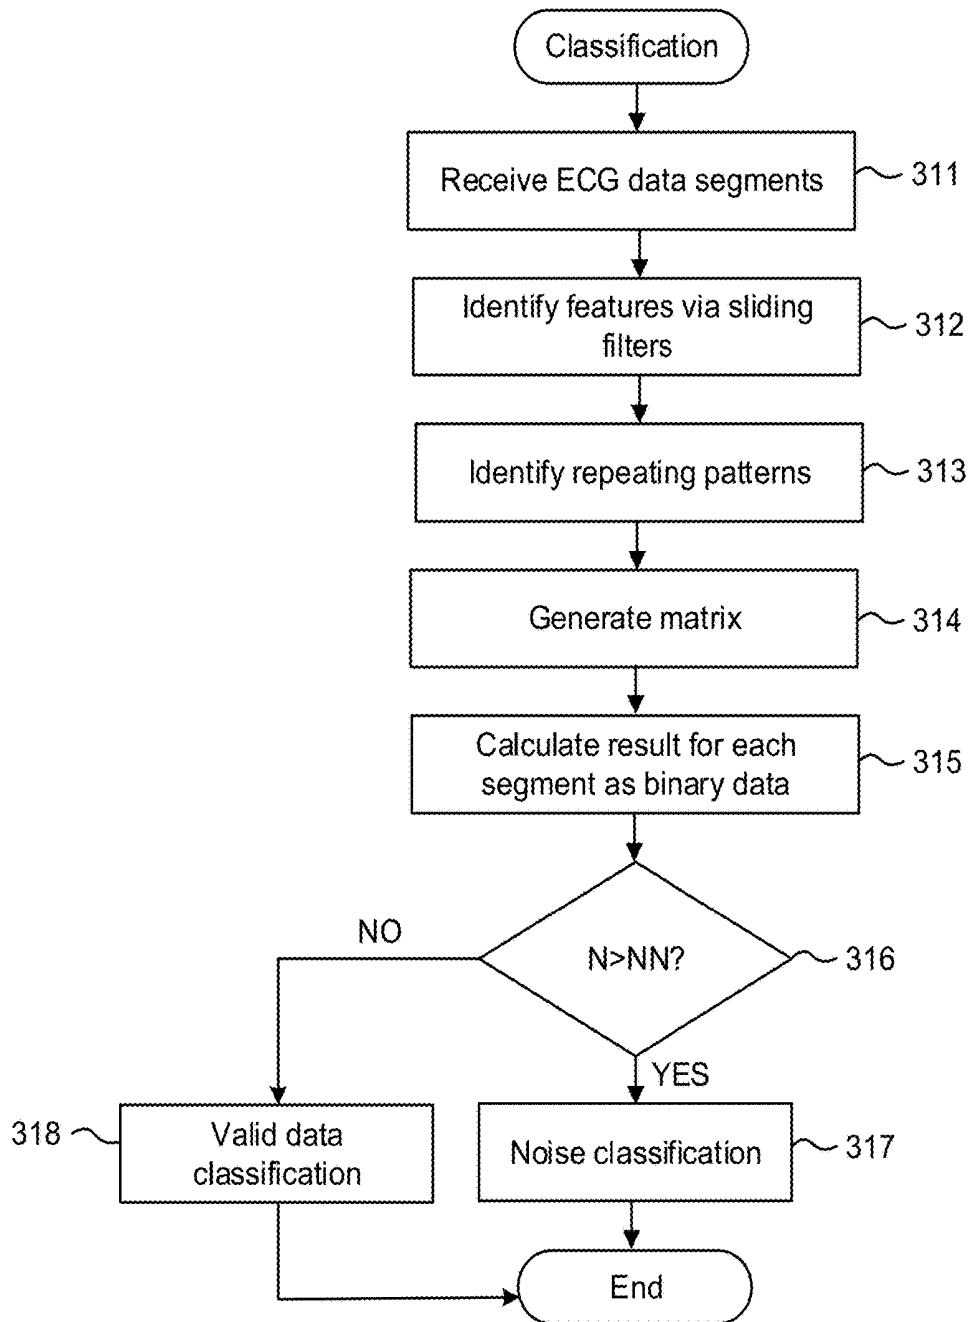 Classification
Receive ECG data segments
311
Identify features via sliding
filters
312
Identify repeating patterns
313
Generate matrix
314
Calculate result for each
segment as binary data
315
NO
N>NN?
316
YES
318
Valid data
classification
Noise classification
317
End